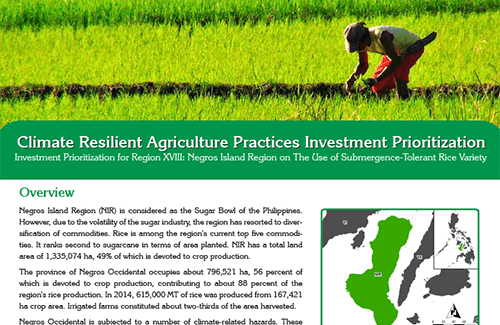 Climate Resilient Agriculture Practices Investment Prioritization
Investment Prioritization for Region XVIII: Negros Island Region on The Use of Submergence-Tolerant Rice Variety
Overview
Negros Island Region (NIR) is considered as the Sugar Bowl of the Philippines.
However, due to the volatility of the sugar industry, the region has resorted to diver-
sification of commodities. Rice is among the region's current top five commodi-
ties. It ranks second to sugarcane in terms of area planted. NIR has a total land
area of 1,335,074 ha, 49% of which is devoted to crop production.
The province of Negros Occidental occupies about 796,521 ha, 56 percent of
which is devoted to crop production, contributing to about 88 percent of the
region's rice production. In 2014, 615,000 MT of rice was produced from 167,421
ha crop area. Irrigated farms constituted about two-thirds of the area harvested.
Negros Occidental is subjected to a number of climate-related hazards. These